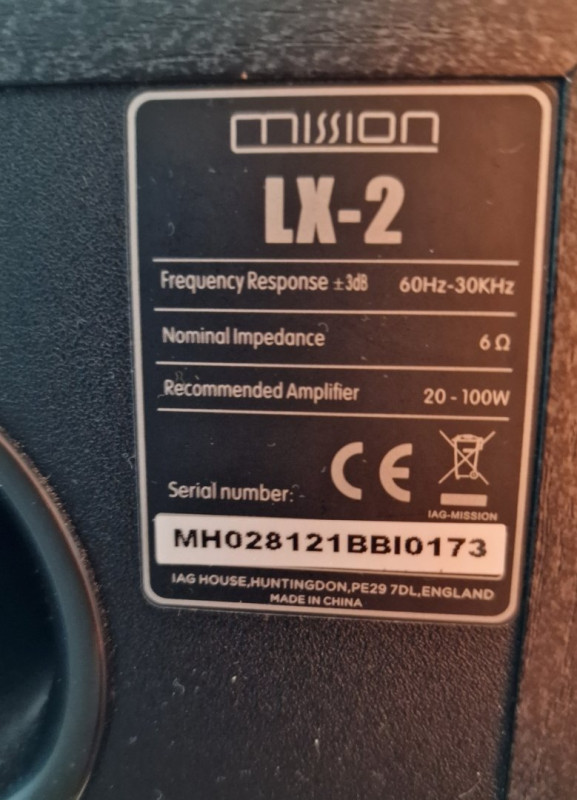 mission
LX-2
Frequency Response ±3dB 60Hz-30KHz
Nominal Impedance 6Ω
Recommended Amplifier 20-100W
Serial number:
CE
IAG-MISSION
MH028121BBI0173
IAG HOUSE,HUNTINGDON,PE29 7DL,ENGLAND
MADE IN CHINA